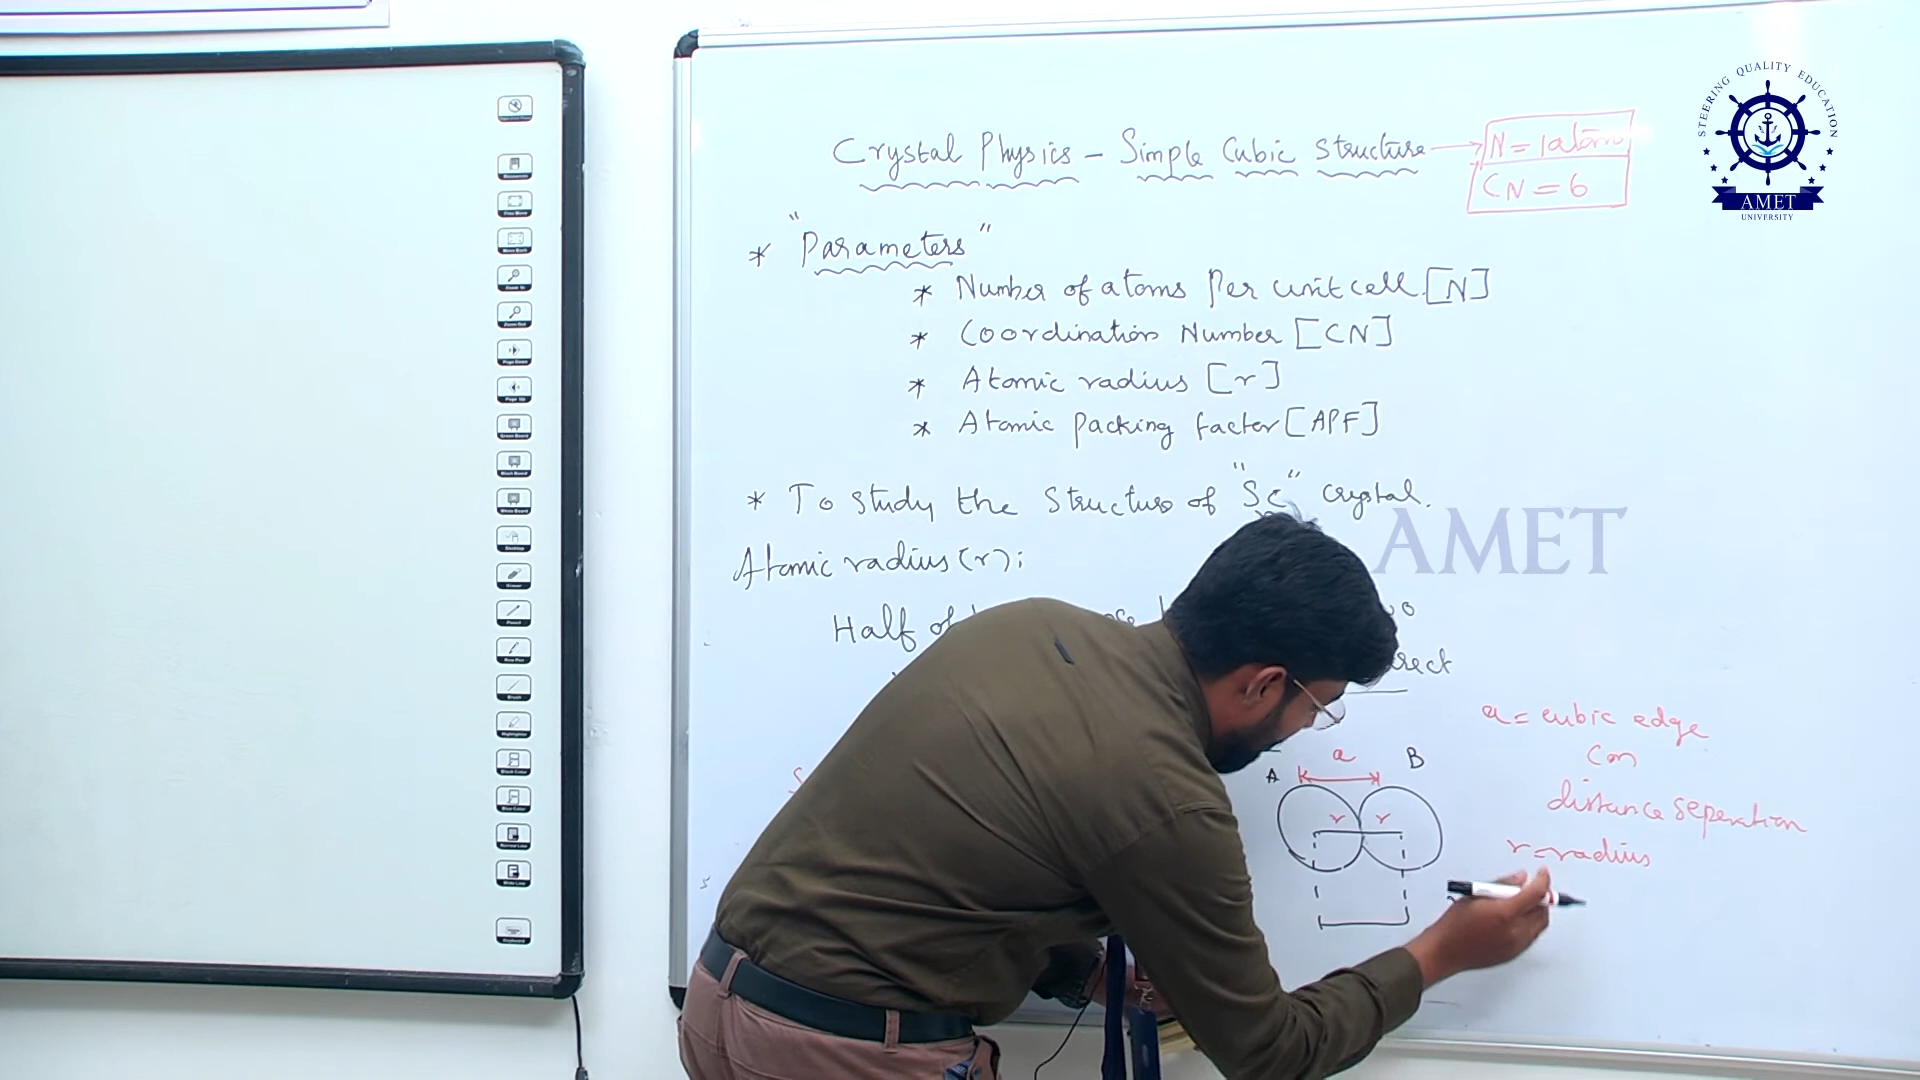 STEERING QUALITY EDUCATION
AMET
UNIVERSITY
Crystal Physics - Simple Cubic Structure → N = 1 atom
CN = 6
* "Parameters"
* Number of atoms Per unit cell [N]
* Coordination Number [CN]
* Atomic radius [r]
* Atomic Packing factor [APF]
* To study the Structure of "Sc" crystal.
AMET
Atomic radius (r):
Half of
a = cubic edge
a
A B
distance seperation
r r
r = radius